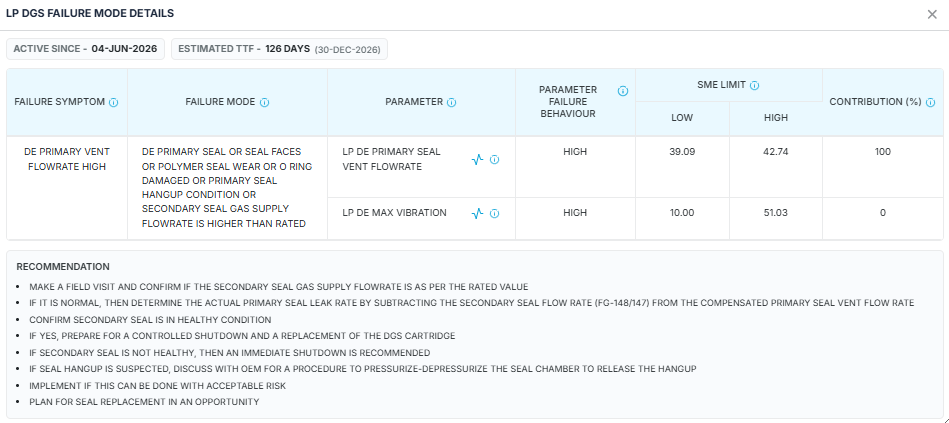 LP DGS FAILURE MODE DETAILS
ACTIVE SINCE - 04-JUN-2026
ESTIMATED TTF - 126 DAYS (30-DEC-2026)
FAILURE SYMPTOM
FAILURE MODE
PARAMETER
PARAMETER
FAILURE
BEHAVIOUR
SME LIMIT
LOW
HIGH
CONTRIBUTION (%)
DE PRIMARY VENT
FLOWRATE HIGH
DE PRIMARY SEAL OR SEAL FACES
OR POLYMER SEAL WEAR OR O RING
DAMAGED OR PRIMARY SEAL
HANGUP CONDITION OR
SECONDARY SEAL GAS SUPPLY
FLOWRATE IS HIGHER THAN RATED
LP DE PRIMARY SEAL
VENT FLOWRATE
HIGH
39.09
42.74
100
LP DE MAX VIBRATION
HIGH
10.00
51.03
0
RECOMMENDATION
• MAKE A FIELD VISIT AND CONFIRM IF THE SECONDARY SEAL GAS SUPPLY FLOWRATE IS AS PER THE RATED VALUE
• IF IT IS NORMAL, THEN DETERMINE THE ACTUAL PRIMARY SEAL LEAK RATE BY SUBTRACTING THE SECONDARY SEAL FLOW RATE (FG-148/147) FROM THE COMPENSATED PRIMARY SEAL VENT FLOW RATE
• CONFIRM SECONDARY SEAL IS IN HEALTHY CONDITION
• IF YES, PREPARE FOR A CONTROLLED SHUTDOWN AND A REPLACEMENT OF THE DGS CARTRIDGE
• IF SECONDARY SEAL IS NOT HEALTHY, THEN AN IMMEDIATE SHUTDOWN IS RECOMMENDED
• IF SEAL HANGUP IS SUSPECTED, DISCUSS WITH OEM FOR A PROCEDURE TO PRESSURIZE-DEPRESSURIZE THE SEAL CHAMBER TO RELEASE THE HANGUP
• IMPLEMENT IF THIS CAN BE DONE WITH ACCEPTABLE RISK
• PLAN FOR SEAL REPLACEMENT IN AN OPPORTUNITY